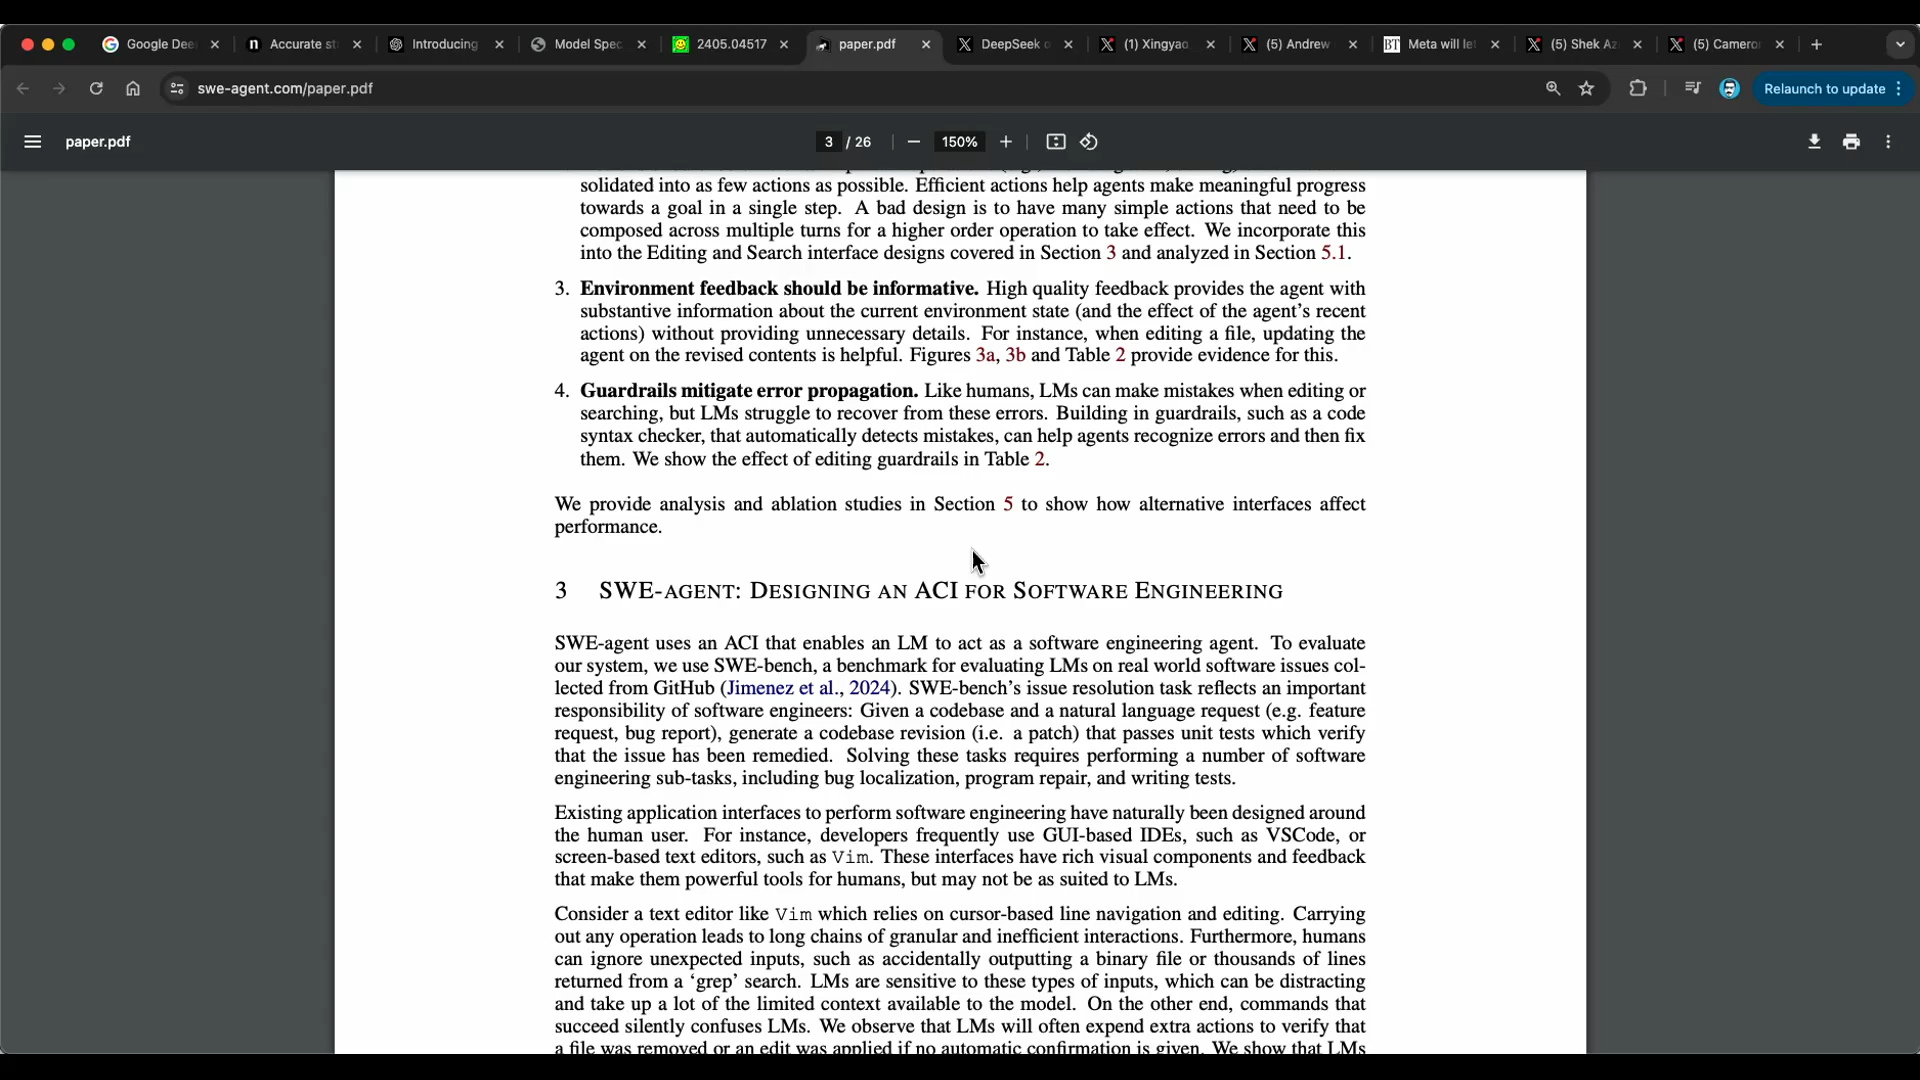 Google Dee
Accurate st
Introducing
Model Spec
2405.04517
paper.pdf
DeepSeek
(1) Xingyao
(5) Andrew
BT
Meta will let
(5) Shek Az
(5) Cameron
swe-agent.com/paper.pdf
Relaunch to update
paper.pdf
3 / 26
150%
solidated into as few actions as possible. Efficient actions help agents make meaningful progress
towards a goal in a single step. A bad design is to have many simple actions that need to be
composed across multiple turns for a higher order operation to take effect. We incorporate this
into the Editing and Search interface designs covered in Section 3 and analyzed in Section 5.1.
3. Environment feedback should be informative. High quality feedback provides the agent with
substantive information about the current environment state (and the effect of the agent's recent
actions) without providing unnecessary details. For instance, when editing a file, updating the
agent on the revised contents is helpful. Figures 3a, 3b and Table 2 provide evidence for this.
4. Guardrails mitigate error propagation. Like humans, LMs can make mistakes when editing or
searching, but LMs struggle to recover from these errors. Building in guardrails, such as a code
syntax checker, that automatically detects mistakes, can help agents recognize errors and then fix
them. We show the effect of editing guardrails in Table 2.
We provide analysis and ablation studies in Section 5 to show how alternative interfaces affect
performance.
3 SWE-AGENT: DESIGNING AN ACI FOR SOFTWARE ENGINEERING
SWE-agent uses an ACI that enables an LM to act as a software engineering agent. To evaluate
our system, we use SWE-bench, a benchmark for evaluating LMs on real world software issues col-
lected from GitHub (Jimenez et al., 2024). SWE-bench's issue resolution task reflects an important
responsibility of software engineers: Given a codebase and a natural language request (e.g. feature
request, bug report), generate a codebase revision (i.e. a patch) that passes unit tests which verify
that the issue has been remedied. Solving these tasks requires performing a number of software
engineering sub-tasks, including bug localization, program repair, and writing tests.
Existing application interfaces to perform software engineering have naturally been designed around
the human user. For instance, developers frequently use GUI-based IDEs, such as VSCode, or
screen-based text editors, such as Vim. These interfaces have rich visual components and feedback
that make them powerful tools for humans, but may not be as suited to LMs.
Consider a text editor like Vim which relies on cursor-based line navigation and editing. Carrying
out any operation leads to long chains of granular and inefficient interactions. Furthermore, humans
can ignore unexpected inputs, such as accidentally outputting a binary file or thousands of lines
returned from a 'grep' search. LMs are sensitive to these types of inputs, which can be distracting
and take up a lot of the limited context available to the model. On the other end, commands that
succeed silently confuses LMs. We observe that LMs will often expend extra actions to verify that
a file was removed or an edit was applied if no automatic confirmation is given. We show that LMs